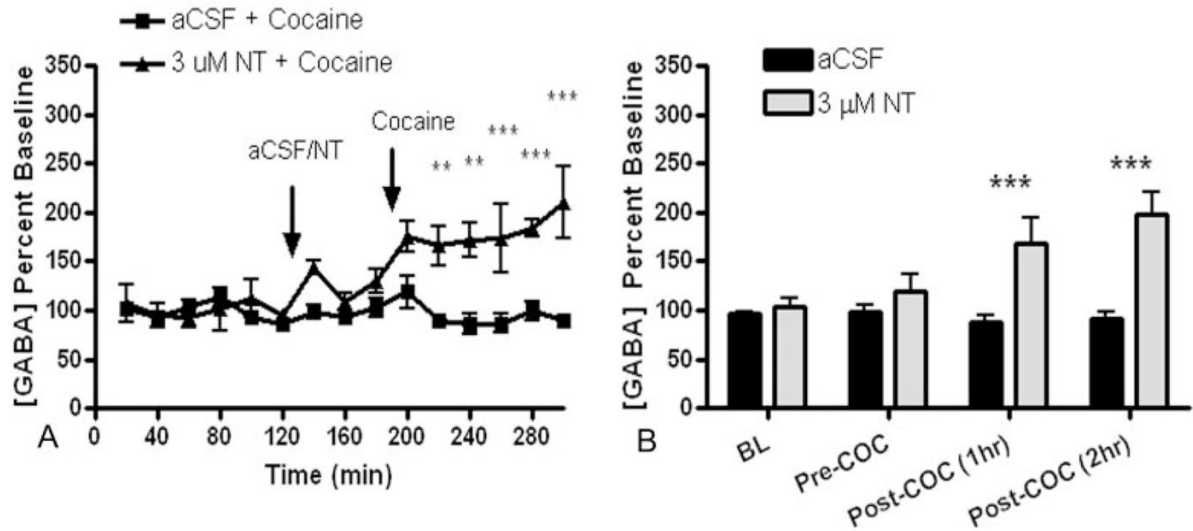 aCSF + Cocaine
3 uM NT + Cocaine
[GABA] Percent Baseline
350
300
250
200
150
100
50
0
aCSF/NT
Cocaine
**
**
***
***
***
0 40 80 120 160 200 240 280
Time (min)
A
aCSF
3 µM NT
[GABA] Percent Baseline
350
300
250
200
150
100
50
0
***
***
BL
Pre-COC
Post-COC (1hr)
Post-COC (2hr)
B